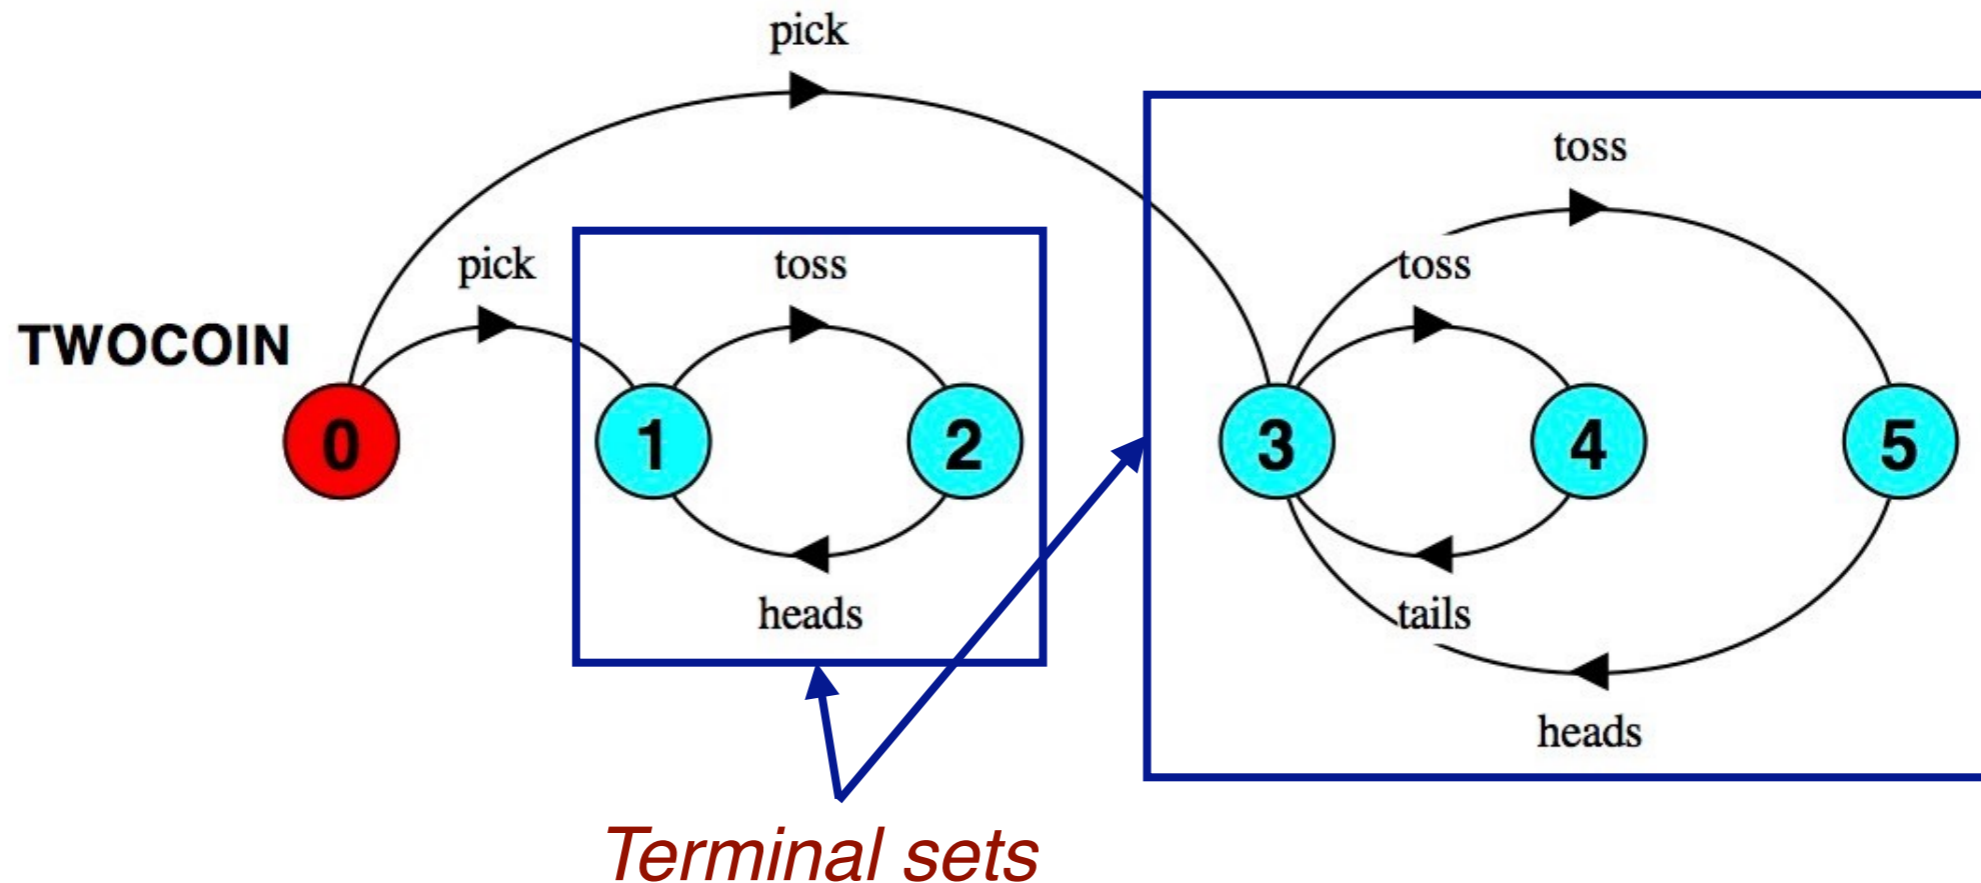 pick
toss
pick
toss
toss
TWOCOIN
0
1
2
3
4
5
heads
tails
heads
Terminal sets